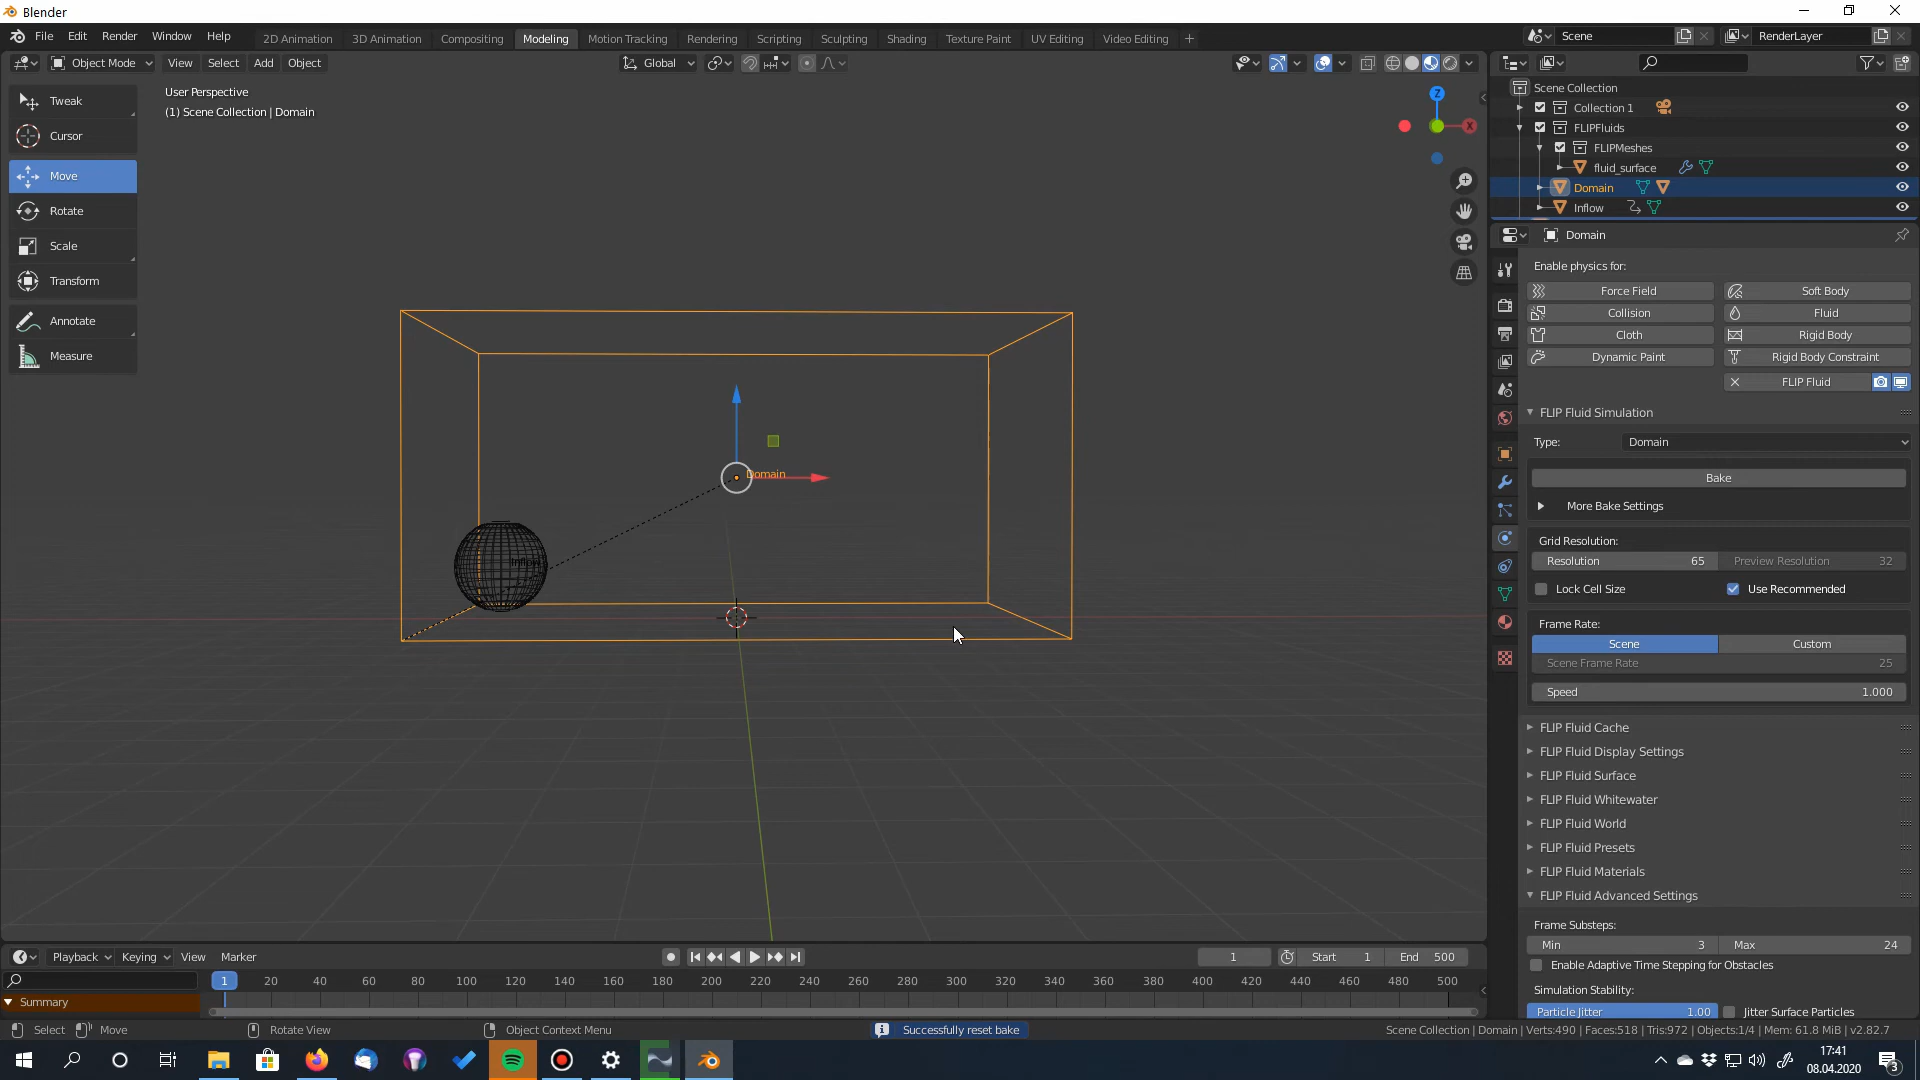 Blender
File Edit Render Window Help
2D Animation 3D Animation Compositing Modeling Motion Tracking Rendering Scripting Sculpting Shading Texture Paint UV Editing Video Editing
Scene RenderLayer
Object Mode View Select Add Object
Global
Tweak
Cursor
Move
Rotate
Scale
Transform
Annotate
Measure
User Perspective
(1) Scene Collection | Domain
Z
X
Domain
Inflow
Scene Collection
Collection 1
FLIPFluids
FLIPMeshes
fluid_surface
Domain
Inflow
Domain
Enable physics for:
Force Field Soft Body
Collision Fluid
Cloth Rigid Body
Dynamic Paint Rigid Body Constraint
FLIP Fluid
FLIP Fluid Simulation
Type: Domain
Bake
More Bake Settings
Grid Resolution:
Resolution 65 Preview Resolution 32
Lock Cell Size Use Recommended
Frame Rate:
Scene Custom
Scene Frame Rate 25
Speed 1.000
FLIP Fluid Cache
FLIP Fluid Display Settings
FLIP Fluid Surface
FLIP Fluid Whitewater
FLIP Fluid World
FLIP Fluid Presets
FLIP Fluid Materials
FLIP Fluid Advanced Settings
Frame Substeps:
Min 3 Max 24
Enable Adaptive Time Stepping for Obstacles
Simulation Stability:
Particle Jitter 1.00 Jitter Surface Particles
Playback Keying View Marker
1 Start 1 End 500
1 20 40 60 80 100 120 140 160 180 200 220 240 260 280 300 320 340 360 380 400 420 440 460 480 500
Summary
Select Move Rotate View Object Context Menu Successfully reset bake
Scene Collection | Domain | Verts:490 | Faces:518 | Tris:972 | Objects:1/4 | Mem: 61.8 MiB | v2.82.7
17:41
08.04.2020
3